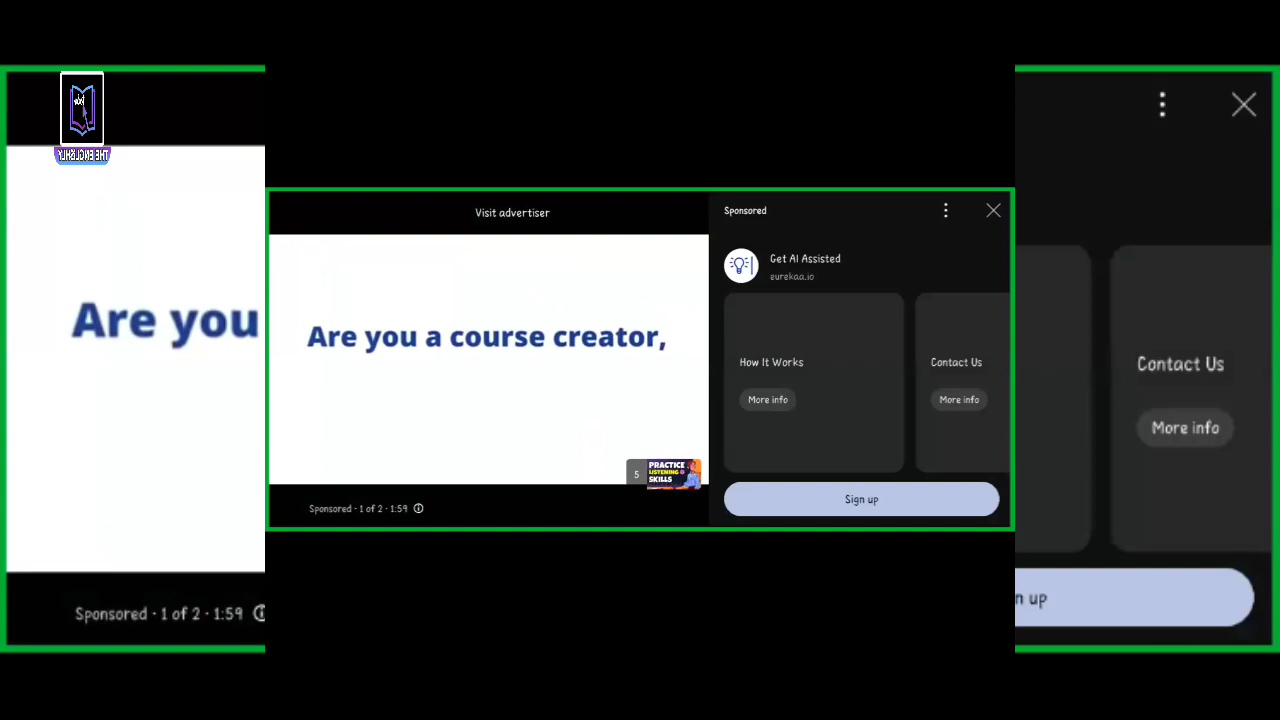 THE ENGLISHLY
Visit advertiser
Are you a course creator,
5
PRACTICE
LISTENING
SKILLS
Sponsored · 1 of 2 · 1:59
Sponsored
Get AI Assisted
eurekaa.io
How It Works
More info
Contact Us
More info
Sign up
Are you
Sponsored · 1 of 2 · 1:59
Contact Us
More info
n up